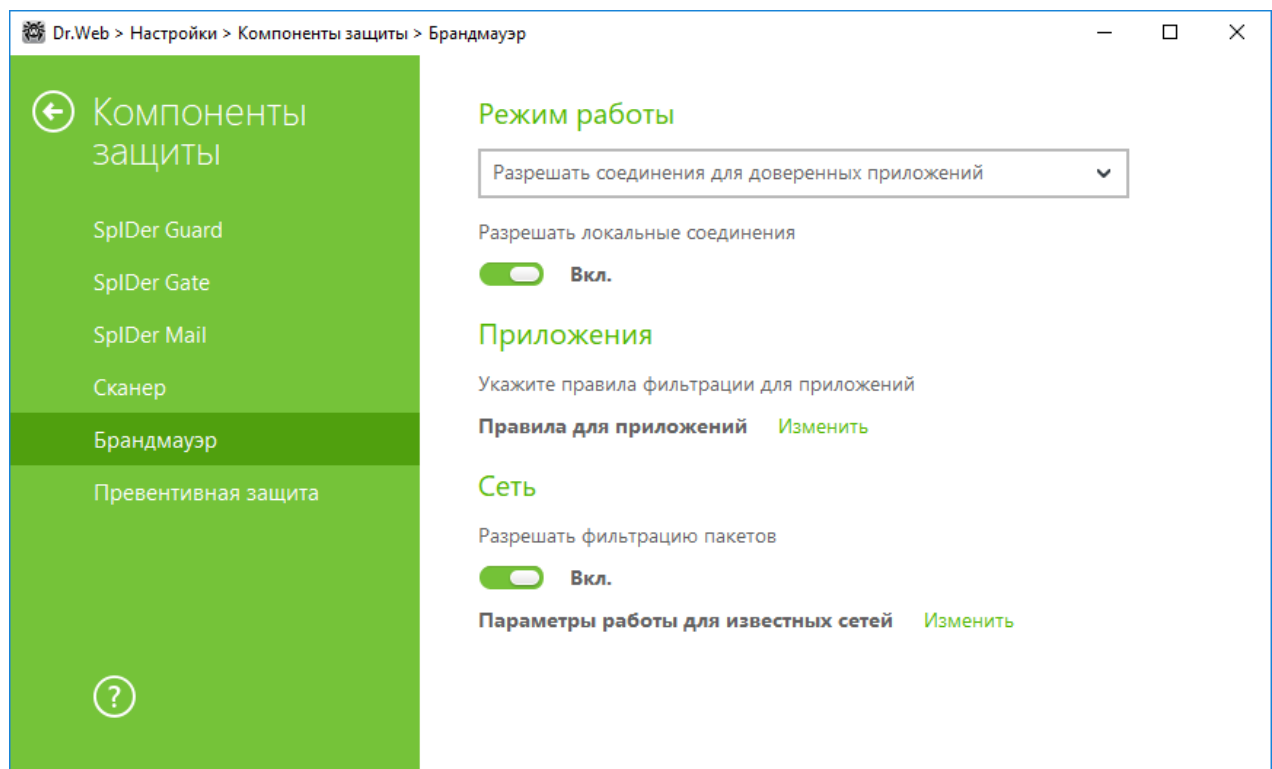 Dr.Web > Настройки > Компоненты защиты > Брандмауэр
Компоненты
защиты
SpIDer Guard
SpIDer Gate
SpIDer Mail
Сканер
Брандмауэр
Превентивная защита
?
Режим работы
Разрешать соединения для доверенных приложений
Разрешать локальные соединения
Вкл.
Приложения
Укажите правила фильтрации для приложений
Правила для приложений Изменить
Сеть
Разрешать фильтрацию пакетов
Вкл.
Параметры работы для известных сетей Изменить